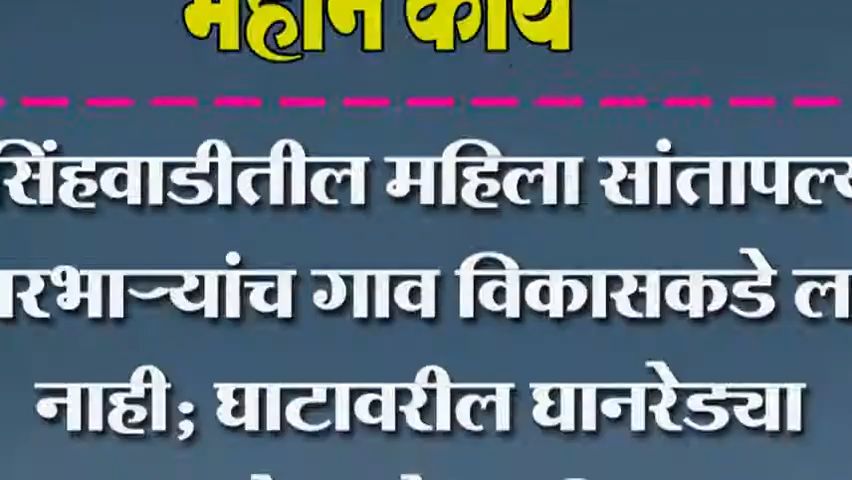 महान कार्य
सिंहवाडीतील महिला सांतापल्य
रभाऱ्यांच गाव विकासकडे ल
नाही; घाटावरील घानरेड्या